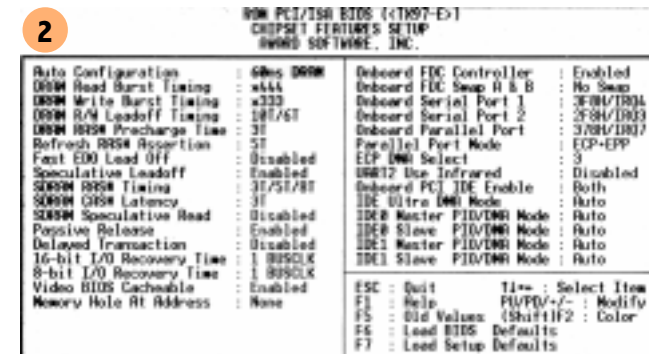 2
ROM PCI/ISA BIOS (<TX97-E>)
CHIPSET FEATURES SETUP
AWARD SOFTWARE, INC.
Auto Configuration : 60ns DRAM
DRAM Read Burst Timing : x444
DRAM Write Burst Timing : x333
DRAM R/W Leadoff Timing : 10T/6T
DRAM RAS# Precharge Time : 3T
Refresh RAS# Assertion : 5T
Fast EDO Lead Off : Disabled
Speculative Leadoff : Enabled
SDRAM RAS# Timing : 3T/5T/8T
SDRAM CAS# Latency : 3T
SDRAM Speculative Read : Disabled
Passive Release : Enabled
Delayed Transaction : Disabled
16-bit I/O Recovery Time : 1 BUSCLK
8-bit I/O Recovery Time : 1 BUSCLK
Video BIOS Cacheable : Enabled
Memory Hole At Address : None
Onboard FDC Controller : Enabled
Onboard FDC Swap A & B : No Swap
Onboard Serial Port 1 : 3F8H/IRQ4
Onboard Serial Port 2 : 2F8H/IRQ3
Onboard Parallel Port : 378H/IRQ7
Parallel Port Mode : ECP+EPP
ECP DMA Select : 3
UART2 Use Infrared : Disabled
Onboard PCI IDE Enable : Both
IDE Ultra DMA Mode : Auto
IDE0 Master PIO/DMA Mode : Auto
IDE0 Slave PIO/DMA Mode : Auto
IDE1 Master PIO/DMA Mode : Auto
IDE1 Slave PIO/DMA Mode : Auto
ESC : Quit ↑↓→← : Select Item
F1 : Help PU/PD/+/- : Modify
F5 : Old Values (Shift)F2 : Color
F6 : Load BIOS Defaults
F7 : Load Setup Defaults